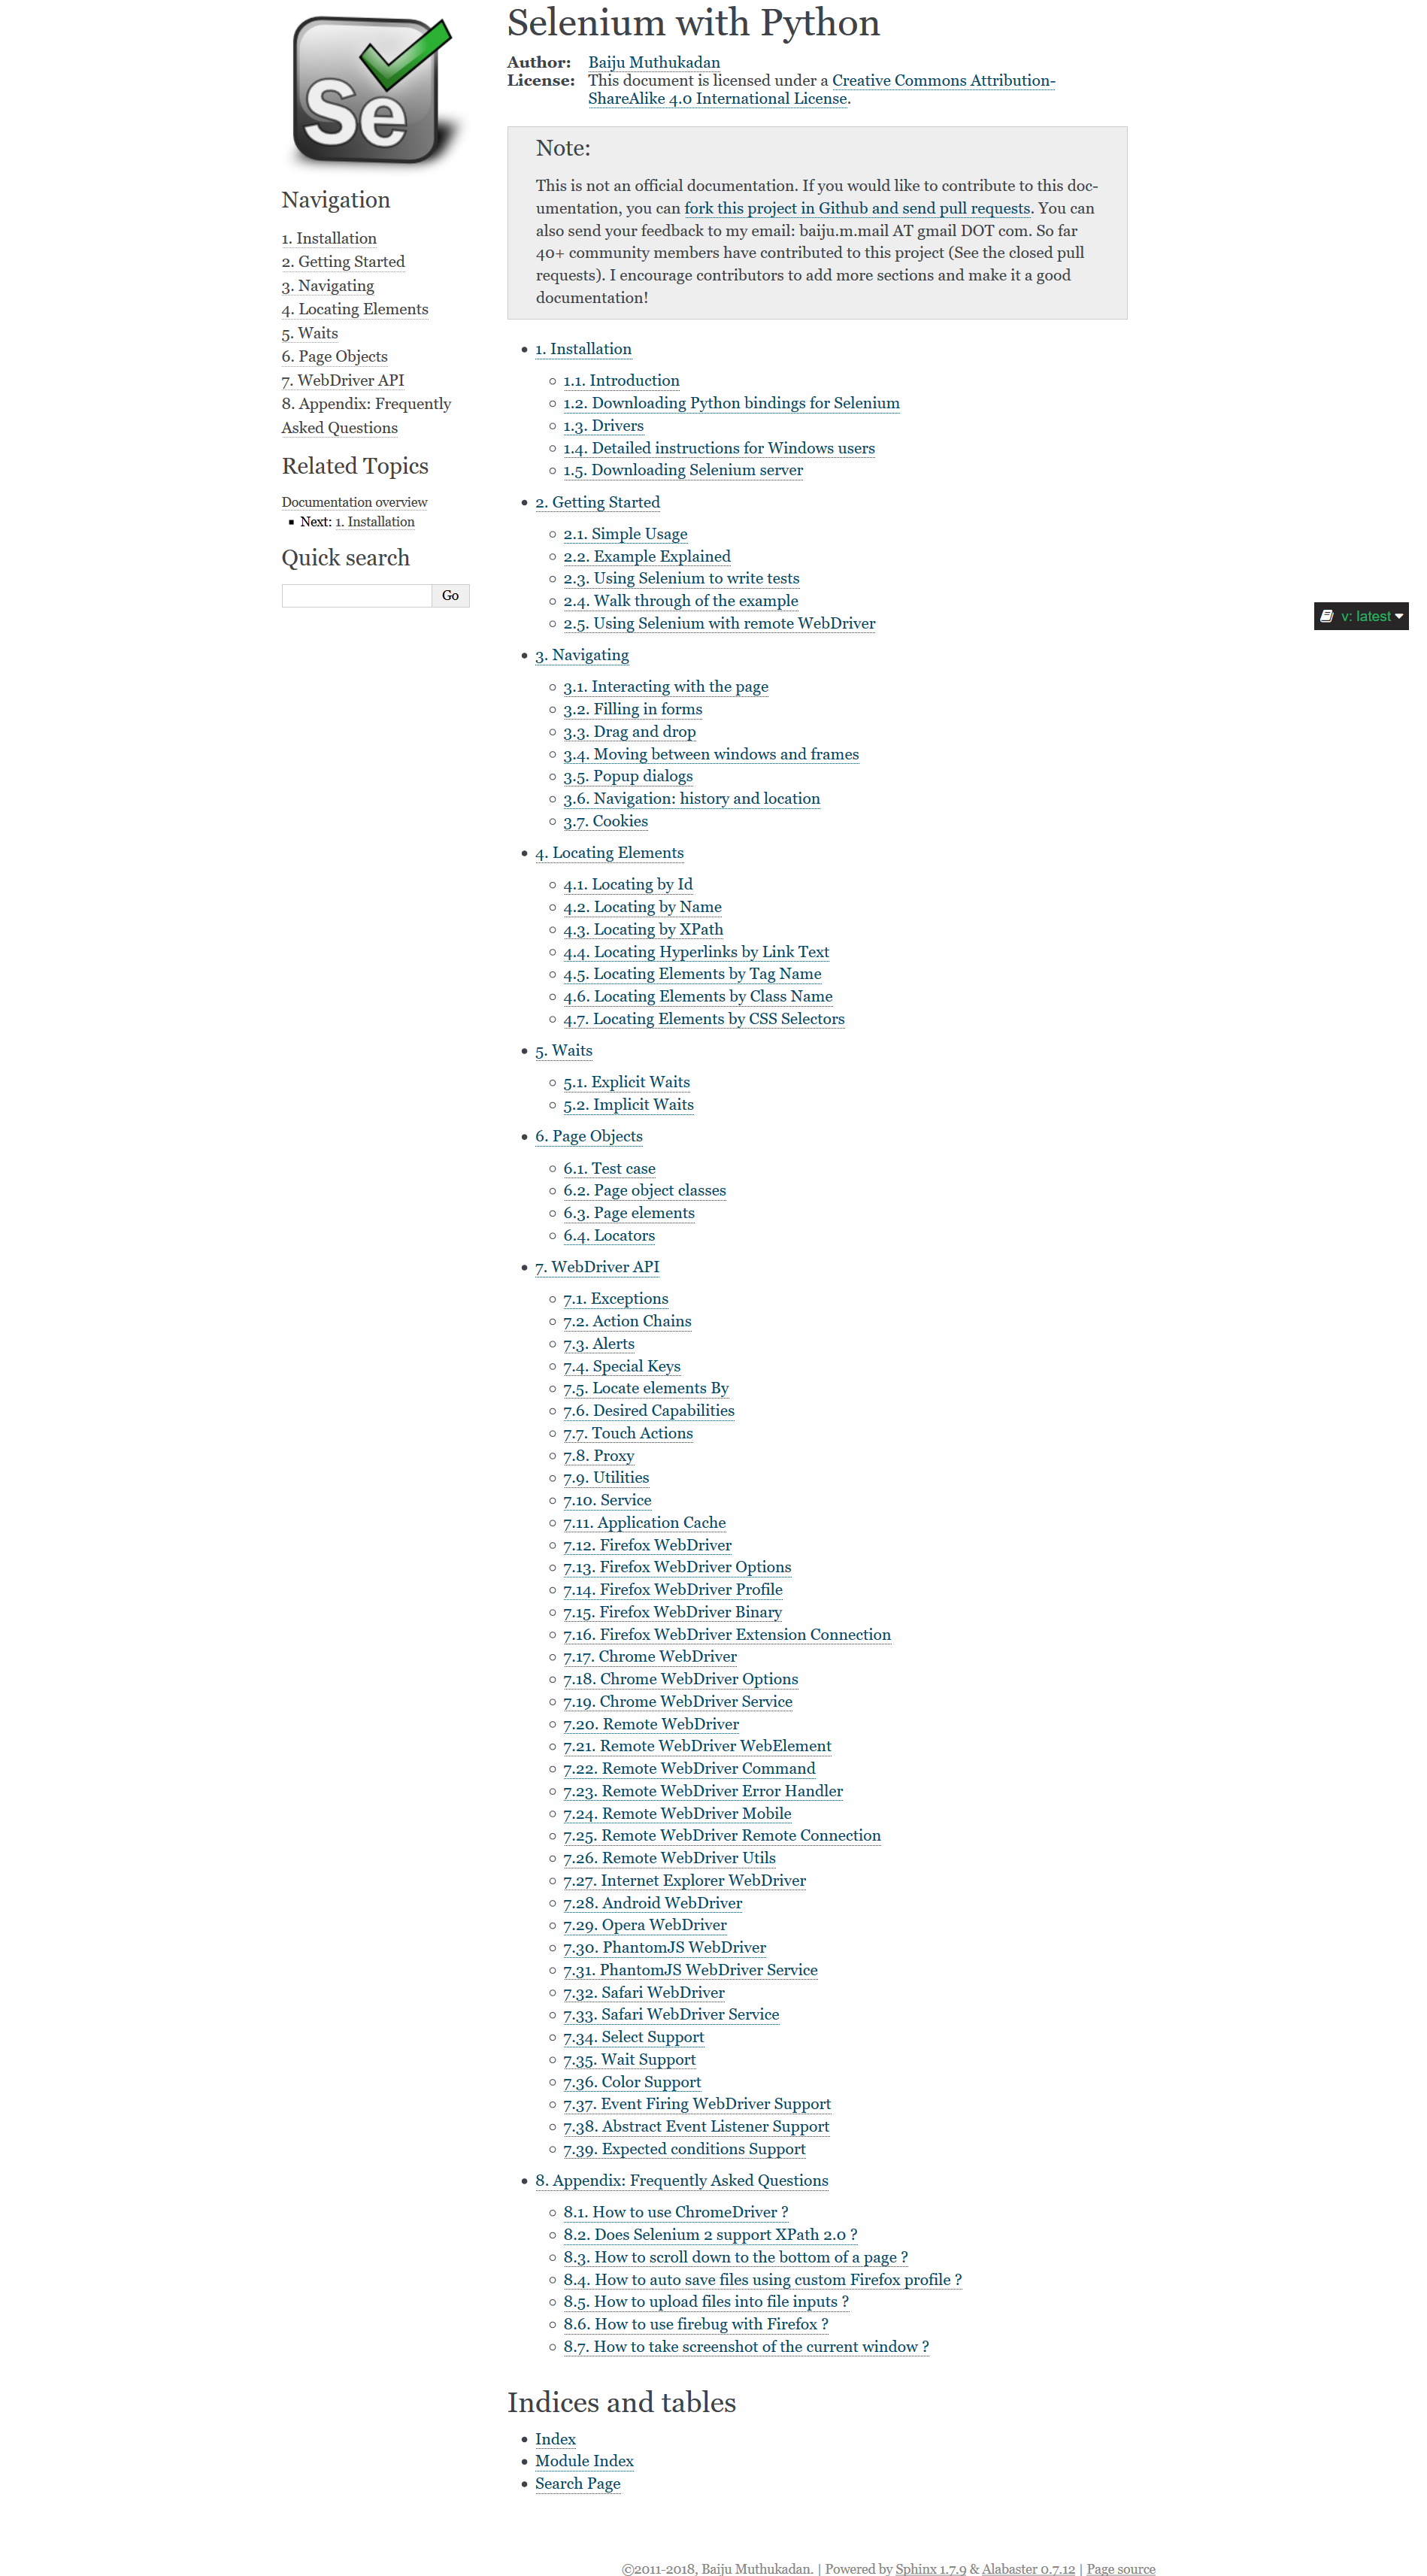 Se
Navigation
1. Installation
2. Getting Started
3. Navigating
4. Locating Elements
5. Waits
6. Page Objects
7. WebDriver API
8. Appendix: Frequently
Asked Questions
Related Topics
Documentation overview
Next: 1. Installation
Quick search
Go
Selenium with Python
Author: Baiju Muthukadan
License: This document is licensed under a Creative Commons Attribution-
ShareAlike 4.0 International License.
Note:
This is not an official documentation. If you would like to contribute to this doc-
umentation, you can fork this project in Github and send pull requests. You can
also send your feedback to my email: baiju.m.mail AT gmail DOT com. So far
40+ community members have contributed to this project (See the closed pull
requests). I encourage contributors to add more sections and make it a good
documentation!
1. Installation
1.1. Introduction
1.2. Downloading Python bindings for Selenium
1.3. Drivers
1.4. Detailed instructions for Windows users
1.5. Downloading Selenium server
2. Getting Started
2.1. Simple Usage
2.2. Example Explained
2.3. Using Selenium to write tests
2.4. Walk through of the example
2.5. Using Selenium with remote WebDriver
3. Navigating
3.1. Interacting with the page
3.2. Filling in forms
3.3. Drag and drop
3.4. Moving between windows and frames
3.5. Popup dialogs
3.6. Navigation: history and location
3.7. Cookies
4. Locating Elements
4.1. Locating by Id
4.2. Locating by Name
4.3. Locating by XPath
4.4. Locating Hyperlinks by Link Text
4.5. Locating Elements by Tag Name
4.6. Locating Elements by Class Name
4.7. Locating Elements by CSS Selectors
5. Waits
5.1. Explicit Waits
5.2. Implicit Waits
6. Page Objects
6.1. Test case
6.2. Page object classes
6.3. Page elements
6.4. Locators
7. WebDriver API
7.1. Exceptions
7.2. Action Chains
7.3. Alerts
7.4. Special Keys
7.5. Locate elements By
7.6. Desired Capabilities
7.7. Touch Actions
7.8. Proxy
7.9. Utilities
7.10. Service
7.11. Application Cache
7.12. Firefox WebDriver
7.13. Firefox WebDriver Options
7.14. Firefox WebDriver Profile
7.15. Firefox WebDriver Binary
7.16. Firefox WebDriver Extension Connection
7.17. Chrome WebDriver
7.18. Chrome WebDriver Options
7.19. Chrome WebDriver Service
7.20. Remote WebDriver
7.21. Remote WebDriver WebElement
7.22. Remote WebDriver Command
7.23. Remote WebDriver Error Handler
7.24. Remote WebDriver Mobile
7.25. Remote WebDriver Remote Connection
7.26. Remote WebDriver Utils
7.27. Internet Explorer WebDriver
7.28. Android WebDriver
7.29. Opera WebDriver
7.30. PhantomJS WebDriver
7.31. PhantomJS WebDriver Service
7.32. Safari WebDriver
7.33. Safari WebDriver Service
7.34. Select Support
7.35. Wait Support
7.36. Color Support
7.37. Event Firing WebDriver Support
7.38. Abstract Event Listener Support
7.39. Expected conditions Support
8. Appendix: Frequently Asked Questions
8.1. How to use ChromeDriver ?
8.2. Does Selenium 2 support XPath 2.0 ?
8.3. How to scroll down to the bottom of a page ?
8.4. How to auto save files using custom Firefox profile ?
8.5. How to upload files into file inputs ?
8.6. How to use firebug with Firefox ?
8.7. How to take screenshot of the current window ?
Indices and tables
Index
Module Index
Search Page
v: latest
©2011-2018, Baiju Muthukadan. | Powered by Sphinx 1.7.9 & Alabaster 0.7.12 | Page source